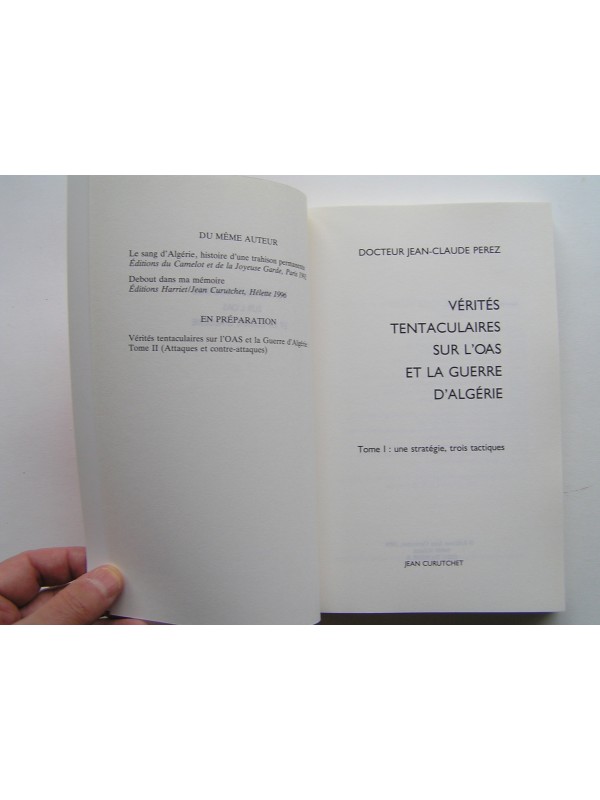 DU MÊME AUTEUR
Le sang d'Algérie, histoire d'une trahison permanente
Éditions du Camelot et de la Joyeuse Garde, Paris
Debout dans ma mémoire
Éditions Harriet/Jean Curutchet, Hélette 1996
EN PRÉPARATION
Vérités tentaculaires sur l'OAS et la Guerre d'Algérie
Tome II (Attaques et contre-attaques)
DOCTEUR JEAN-CLAUDE PEREZ
VÉRITÉS
TENTACULAIRES
SUR L'OAS
ET LA GUERRE
D'ALGÉRIE
Tome I : une stratégie, trois tactiques
JEAN CURUTCHET